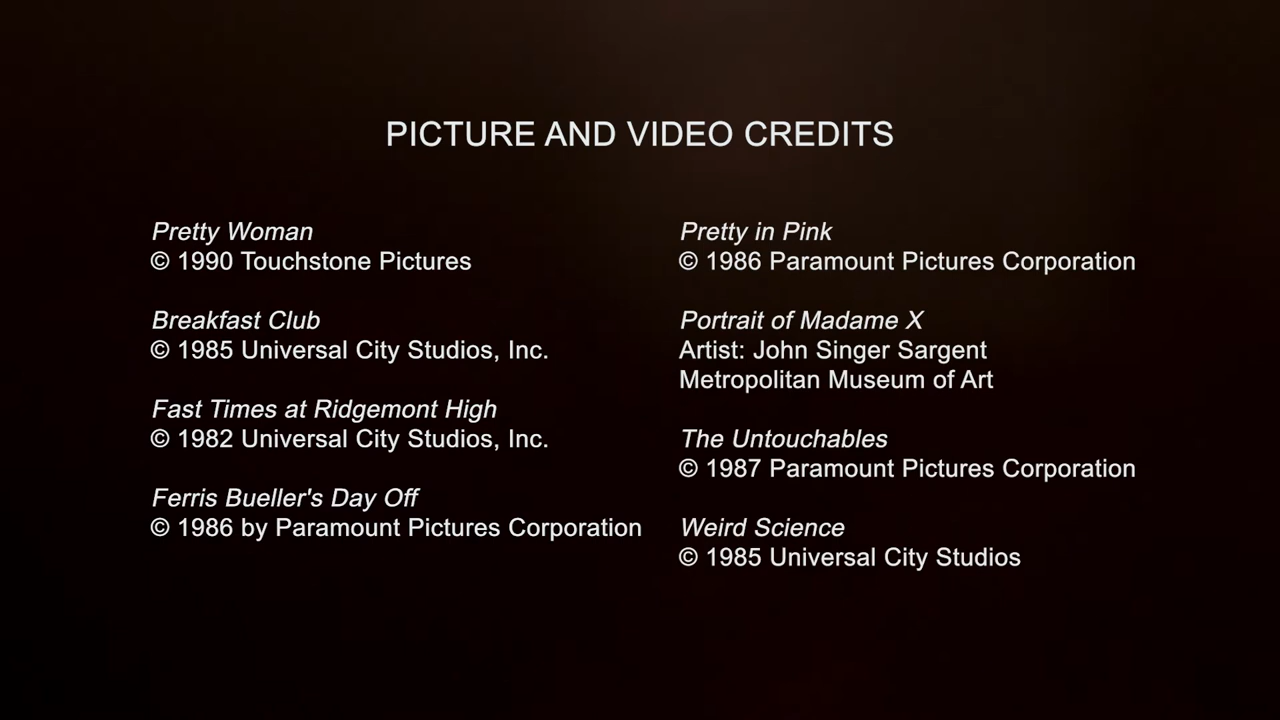 PICTURE AND VIDEO CREDITS
Pretty Woman
© 1990 Touchstone Pictures
Breakfast Club
© 1985 Universal City Studios, Inc.
Fast Times at Ridgemont High
© 1982 Universal City Studios, Inc.
Ferris Bueller's Day Off
© 1986 by Paramount Pictures Corporation
Pretty in Pink
© 1986 Paramount Pictures Corporation
Portrait of Madame X
Artist: John Singer Sargent
Metropolitan Museum of Art
The Untouchables
© 1987 Paramount Pictures Corporation
Weird Science
© 1985 Universal City Studios